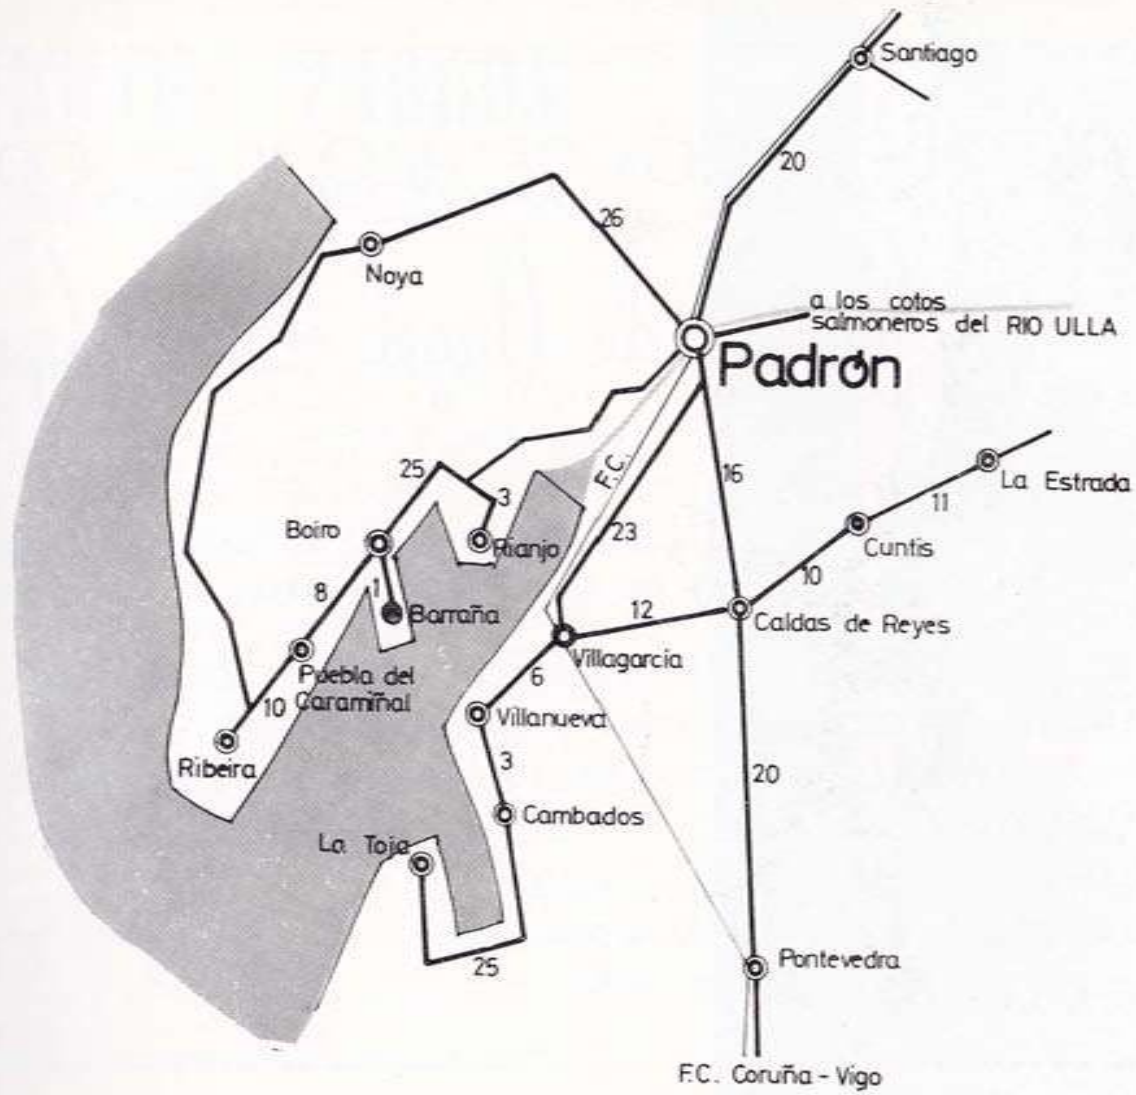 Santiago
20
26
Noya
a los cotos
salmoneros del RIO ULLA
Padrón
F.C.
25
3
16
La Estrada
11
Boiro
Rianjo
23
Cuntis
10
1
8
Barraña
12
Caldas de Reyes
Villagarcia
Puebla del
Caramiñal
6
10
Villanueva
Ribeira
3
20
Cambados
La Toja
25
Pontevedra
F.C. Coruña - Vigo